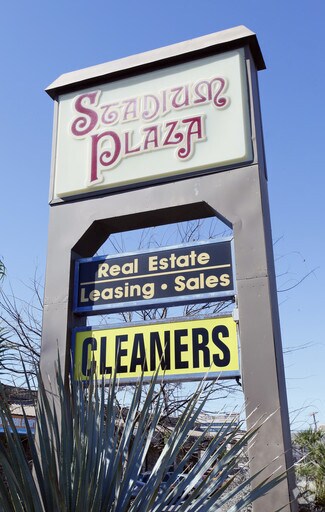 STADIUM
PLAZA
Real Estate
Leasing • Sales
CLEANERS